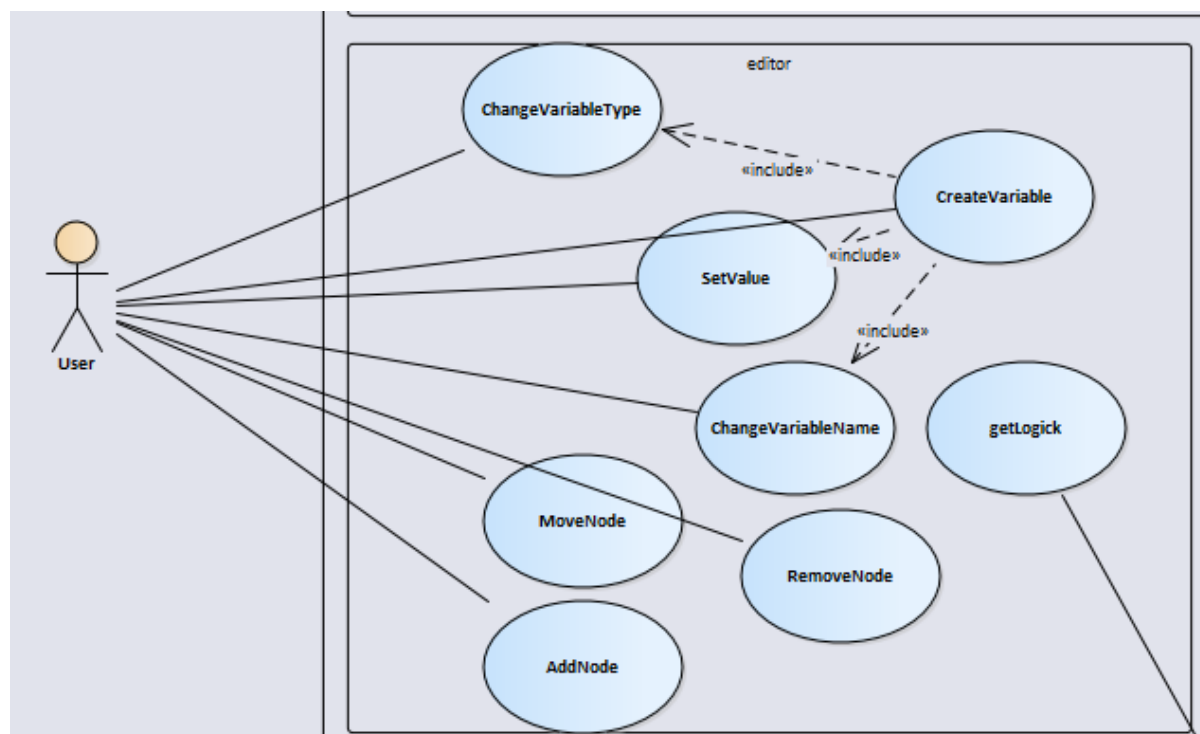 editor
ChangeVariableType
«include»
CreateVariable
«include»
SetValue
«include»
User
ChangeVariableName
getLogick
MoveNode
RemoveNode
AddNode